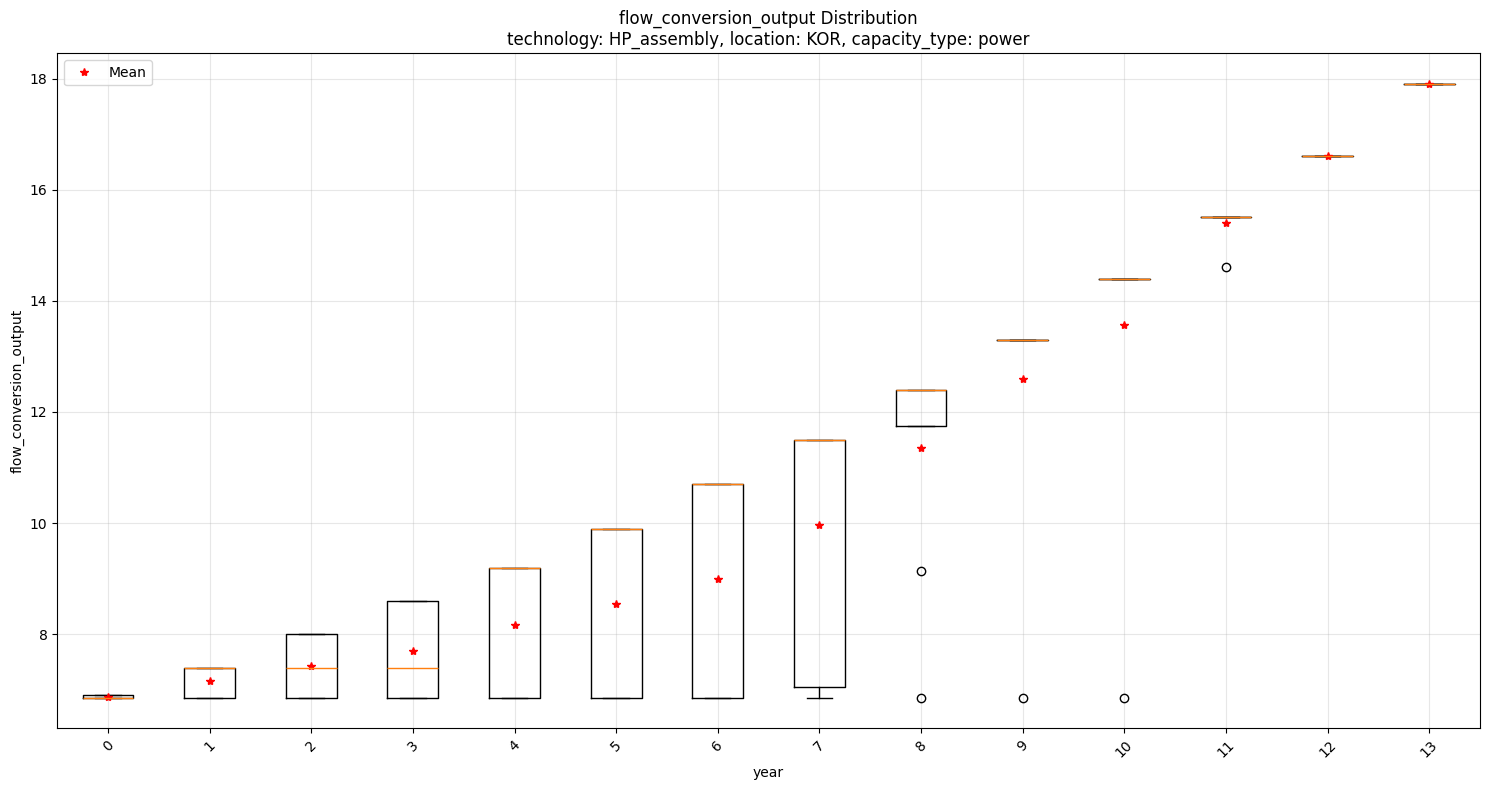 flow_conversion_output Distribution
technology: HP_assembly, location: KOR, capacity_type: power
Mean
flow_conversion_output
18
16
14
12
10
8
0 1 2 3 4 5 6 7 8 9 10 11 12 13
year